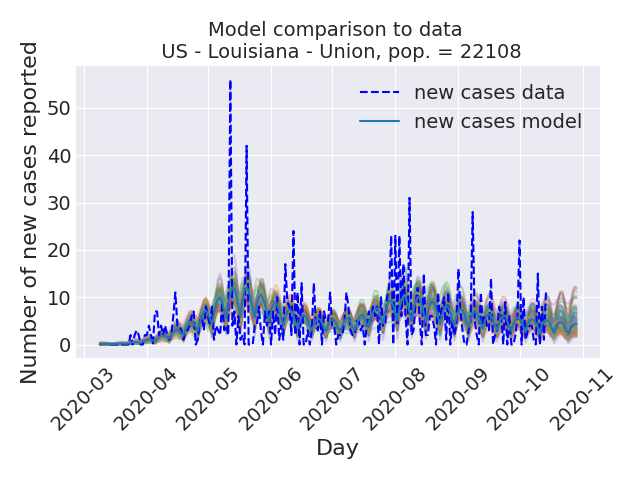 Model comparison to data
US - Louisiana - Union, pop. = 22108
Number of new cases reported
50
40
30
20
10
0
new cases data
new cases model
2020-03
2020-04
2020-05
2020-06
2020-07
2020-08
2020-09
2020-10
2020-11
Day